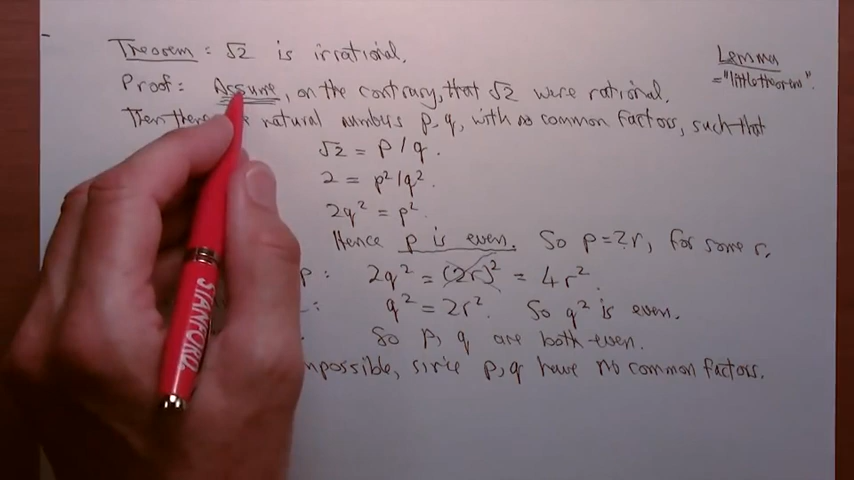 Theorem: √2 is irrational.
Lemma
= "little theorem".
Proof: Assume, on the contrary, that √2 were rational.
Then there natural numbers p, q, with no common factors, such that
√2 = p/q.
2 = p²/q².
2q² = p².
Hence p is even. So p=2r, for some r.
p: 2q² = (2r)² = 4r².
q² = 2r². So q² is even.
So p, q are both even.
mpossible, since p, q have no common factors.
STANFORD